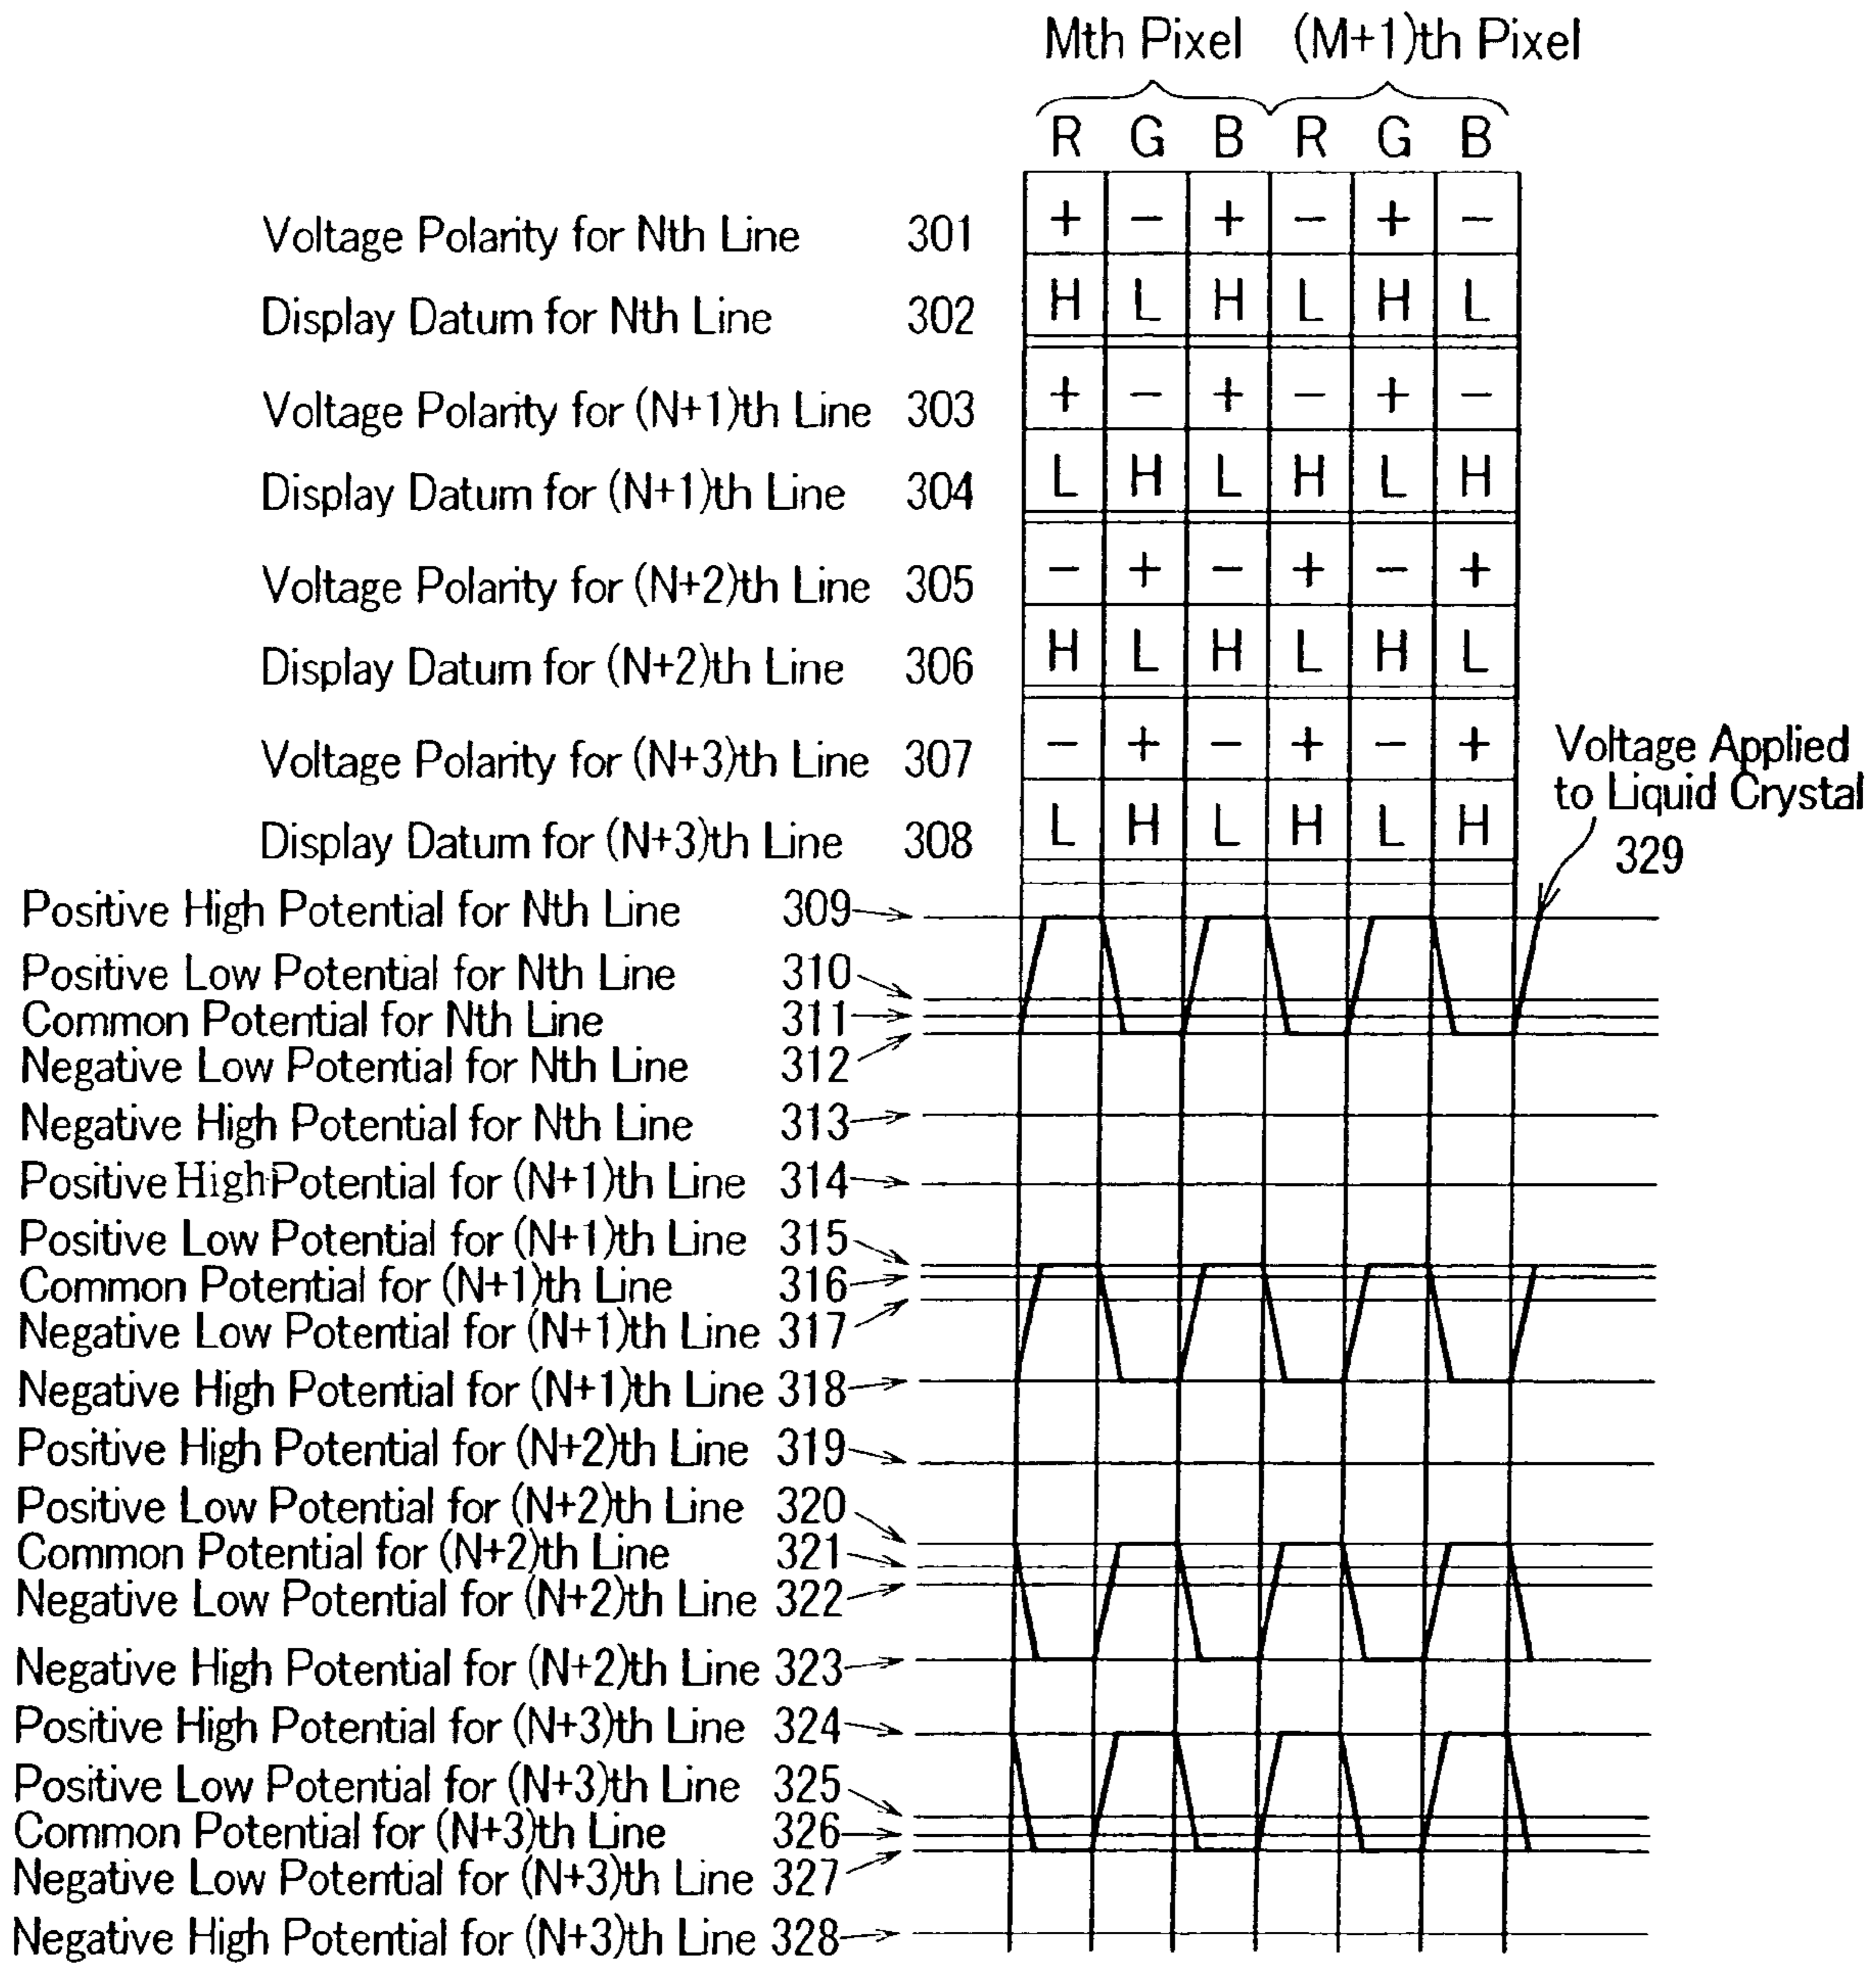 Mth Pixel (M+1)th Pixel
R G B R G B
Voltage Polarity for Nth Line 301 + − + − + −
Display Datum for Nth Line 302 H L H L H L
Voltage Polarity for (N+1)th Line 303 + − + − + −
Display Datum for (N+1)th Line 304 L H L H L H
Voltage Polarity for (N+2)th Line 305 − + − + − +
Display Datum for (N+2)th Line 306 H L H L H L
Voltage Polarity for (N+3)th Line 307 − + − + − +
Display Datum for (N+3)th Line 308 L H L H L H
Voltage Applied
to Liquid Crystal
329
Positive High Potential for Nth Line 309
Positive Low Potential for Nth Line 310
Common Potential for Nth Line 311
Negative Low Potential for Nth Line 312
Negative High Potential for Nth Line 313
Positive High Potential for (N+1)th Line 314
Positive Low Potential for (N+1)th Line 315
Common Potential for (N+1)th Line 316
Negative Low Potential for (N+1)th Line 317
Negative High Potential for (N+1)th Line 318
Positive High Potential for (N+2)th Line 319
Positive Low Potential for (N+2)th Line 320
Common Potential for (N+2)th Line 321
Negative Low Potential for (N+2)th Line 322
Negative High Potential for (N+2)th Line 323
Positive High Potential for (N+3)th Line 324
Positive Low Potential for (N+3)th Line 325
Common Potential for (N+3)th Line 326
Negative Low Potential for (N+3)th Line 327
Negative High Potential for (N+3)th Line 328